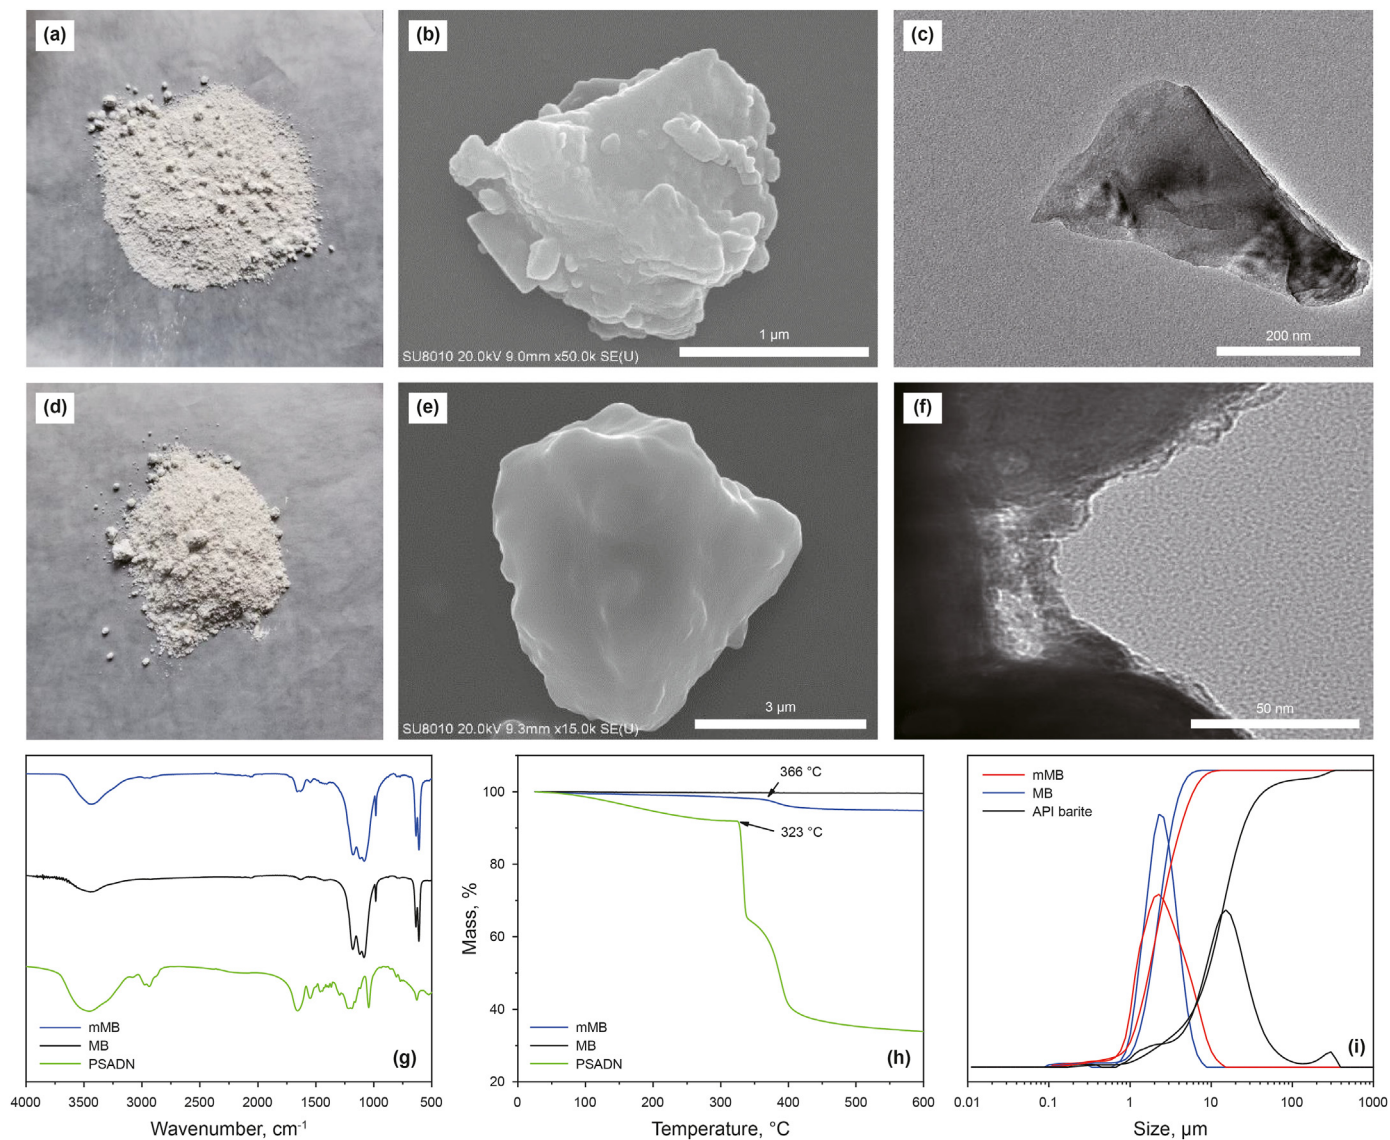 (a)
(b)
(c)
1 µm
SU8010 20.0kV 9.0mm x50.0k SE(U)
200 nm
(d)
(e)
(f)
3 µm
SU8010 20.0kV 9.3mm x15.0k SE(U)
50 nm
mMB
MB
PSADN
(g)
4000 3500 3000 2500 2000 1500 1000 500
Wavenumber, cm⁻¹
366 °C
323 °C
100
80
60
40
20
Mass, %
mMB
MB
PSADN
(h)
0 100 200 300 400 500 600
Temperature, °C
mMB
MB
API barite
(i)
0.01 0.1 1 10 100 1000
Size, µm